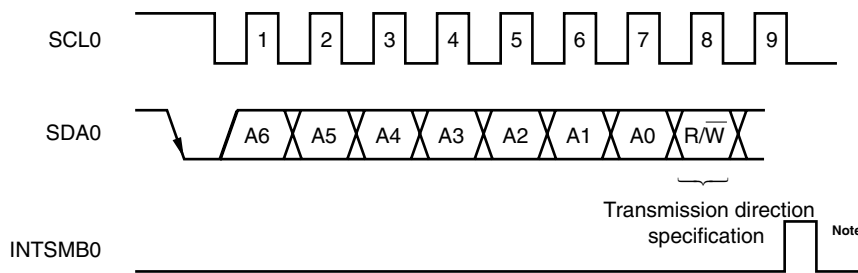 SCL0 1 2 3 4 5 6 7 8 9
SDA0 A6 A5 A4 A3 A2 A1 A0 R/W̅
Transmission direction
specification
Note
INTSMB0